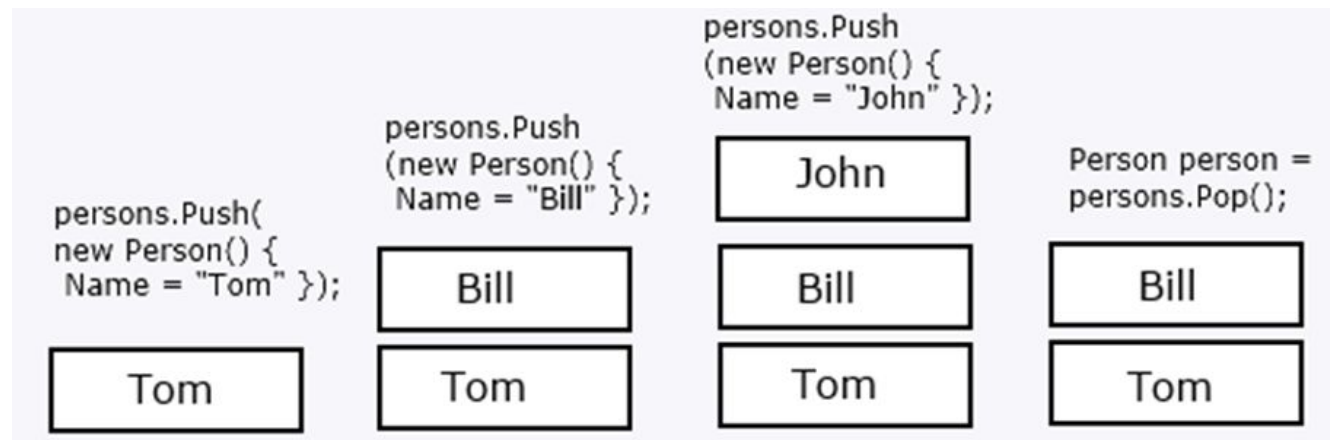 persons.Push(
new Person() {
Name = "Tom" });
Tom
persons.Push
(new Person() {
Name = "Bill" });
Bill
Tom
persons.Push
(new Person() {
Name = "John" });
John
Bill
Tom
Person person =
persons.Pop();
Bill
Tom